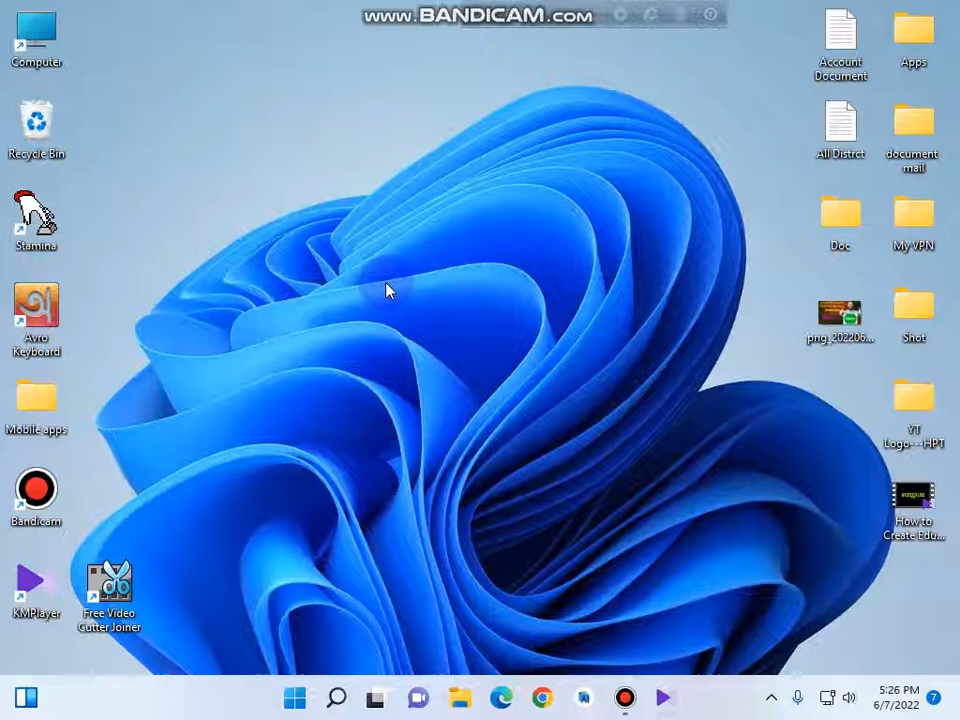 www.BANDICAM.com
Computer
Recycle Bin
Stamina
অ
Avro
Keyboard
Mobile apps
Bandicam
KMPlayer
Free Video
Cutter Joiner
Account
Document
Apps
All Distrct
document
mail
Doc
My VPN
png_202206...
Shot
YT
Logo---HPT
How to
Create Edu...
5:26 PM
6/7/2022
7